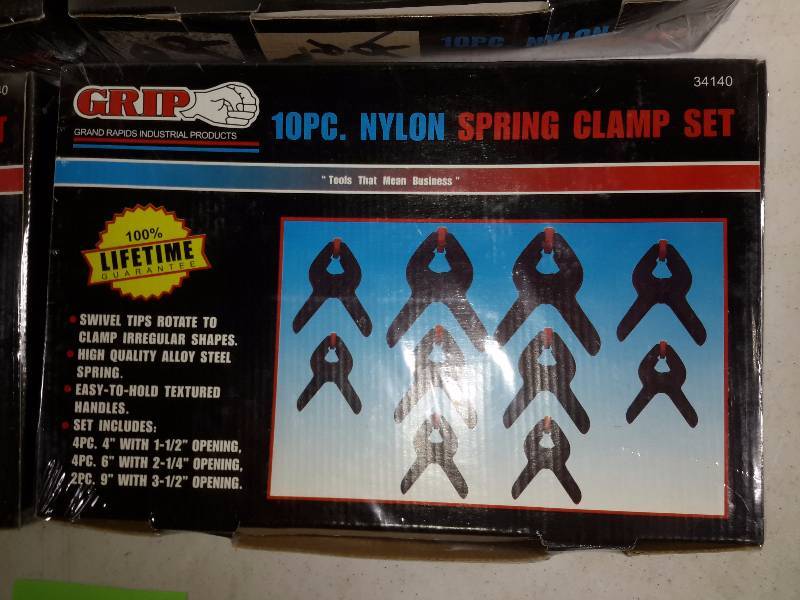 10PC. NYLON
34140
GRIP
GRAND RAPIDS INDUSTRIAL PRODUCTS
10PC. NYLON SPRING CLAMP SET
"Tools That Mean Business"
100%
LIFETIME
GUARANTEE
• SWIVEL TIPS ROTATE TO
CLAMP IRREGULAR SHAPES.
• HIGH QUALITY ALLOY STEEL
SPRING.
• EASY-TO-HOLD TEXTURED
HANDLES.
• SET INCLUDES:
4PC. 4" WITH 1-1/2" OPENING,
4PC. 6" WITH 2-1/4" OPENING,
2PC. 9" WITH 3-1/2" OPENING.